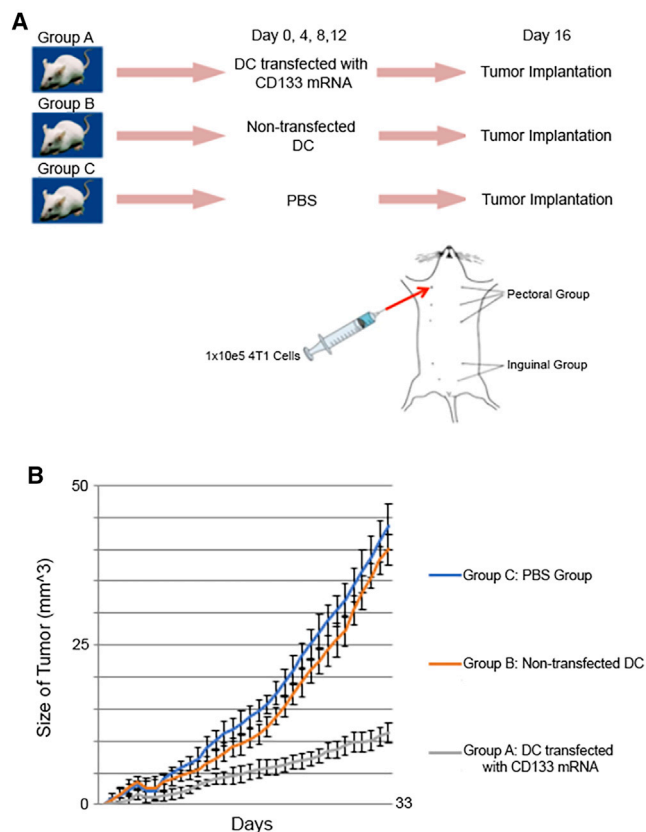 A
Group A
Day 0, 4, 8,12
Day 16
DC transfected with
CD133 mRNA
Tumor Implantation
Group B
Non-transfected
DC
Tumor Implantation
Group C
PBS
Tumor Implantation
Pectoral Group
1x10e5 4T1 Cells
Inguinal Group
B
50
25
0
Size of Tumor (mm^3)
Group C: PBS Group
Group B: Non-transfected DC
Group A: DC transfected
with CD133 mRNA
33
Days